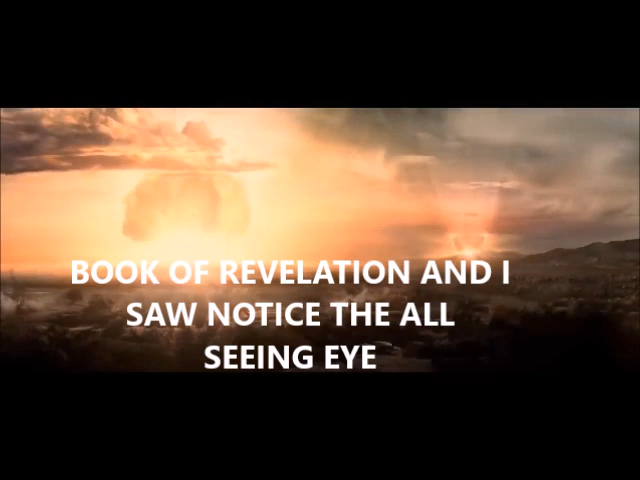 BOOK OF REVELATION AND I
SAW NOTICE THE ALL
SEEING EYE